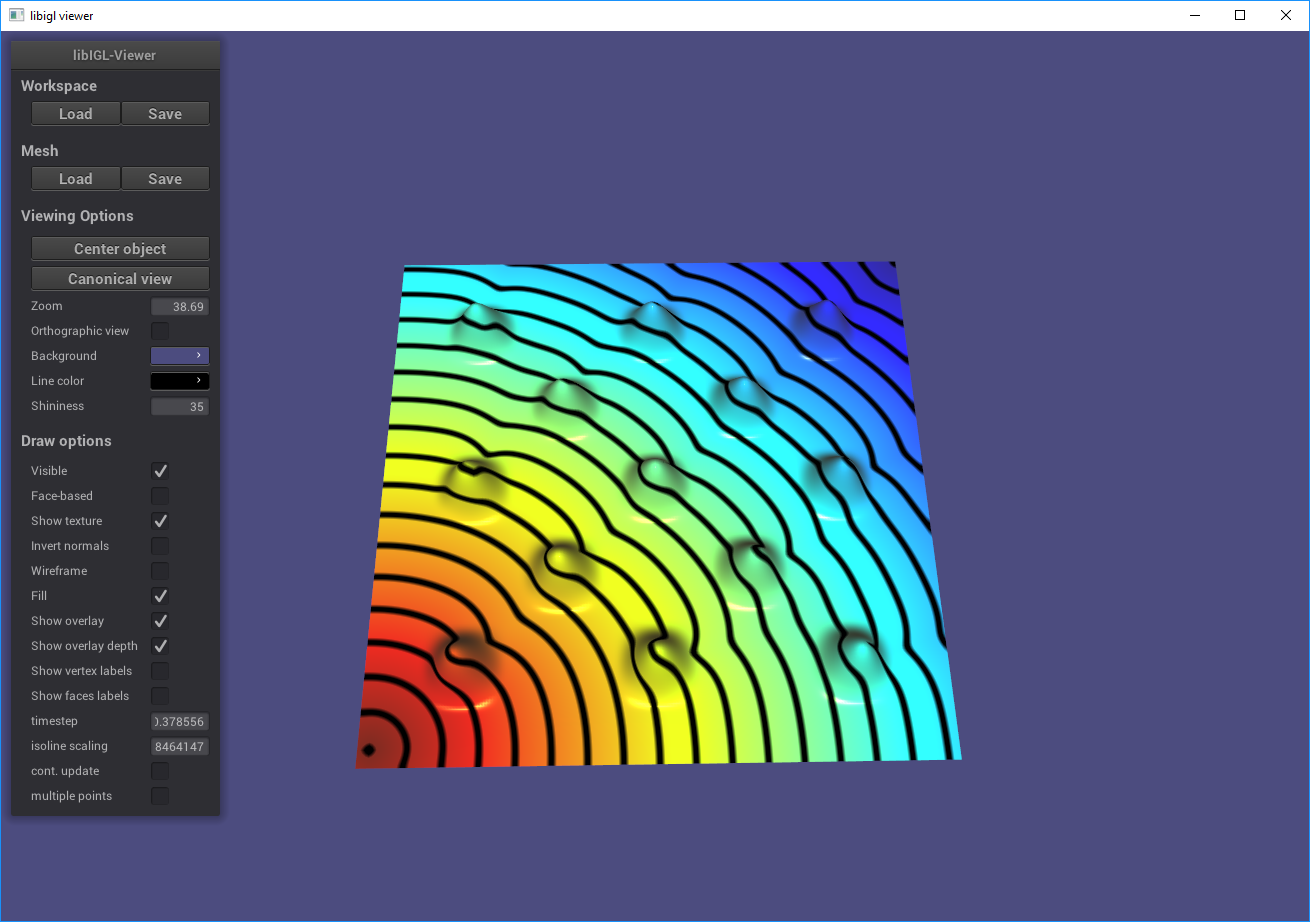 libigl viewer
libIGL-Viewer
Workspace
Load Save
Mesh
Load Save
Viewing Options
Center object
Canonical view
Zoom 38.69
Orthographic view
Background
Line color
Shininess 35
Draw options
Visible
Face-based
Show texture
Invert normals
Wireframe
Fill
Show overlay
Show overlay depth
Show vertex labels
Show faces labels
timestep 0.378556
isoline scaling 8464147
cont. update
multiple points